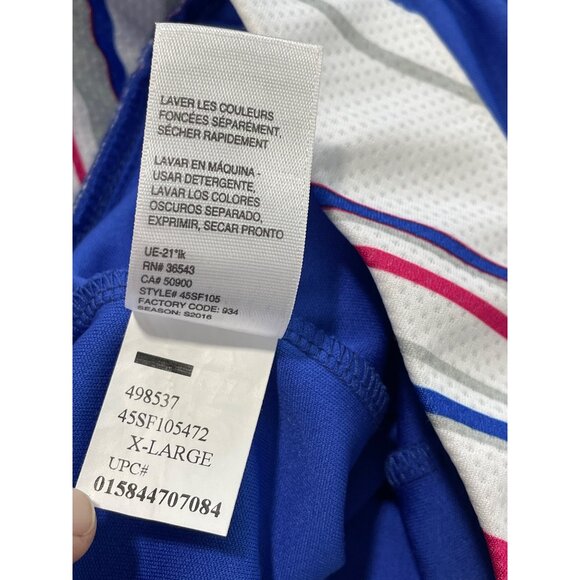 LAVER LES COULEURS
FONCÉES SÉPARÉMENT.
SÉCHER RAPIDEMENT
LAVAR EN MÁQUINA -
USAR DETERGENTE,
LAVAR LOS COLORES
OSCUROS SEPARADO,
EXPRIMIR, SECAR PRONTO
UE-21*lk
RN# 36543
CA# 50900
STYLE# 45SF105
FACTORY CODE: 934
SEASON: S2016
498537
45SF105472
X-LARGE
UPC#
015844707084